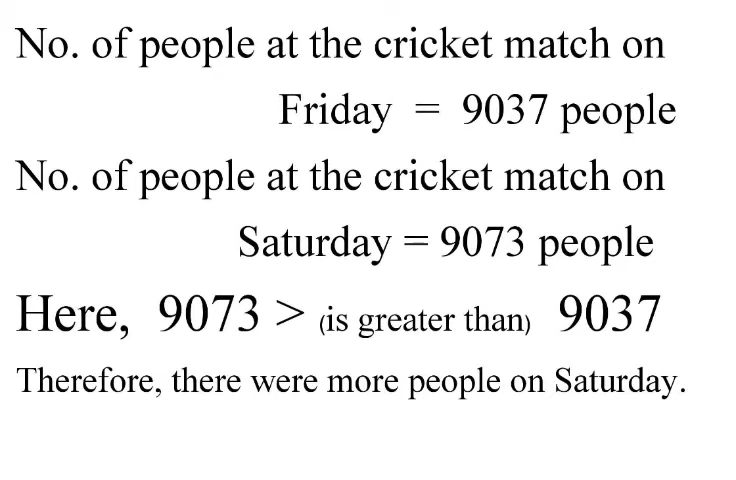 No. of people at the cricket match on
Friday = 9037 people
No. of people at the cricket match on
Saturday = 9073 people
Here, 9073 > (is greater than) 9037
Therefore, there were more people on Saturday.